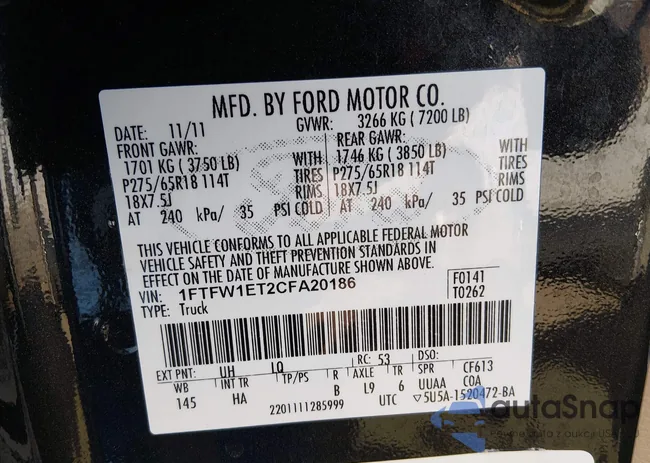 MFD. BY FORD MOTOR CO.
DATE: 11/11 GVWR: 3266 KG ( 7200 LB)
FRONT GAWR: REAR GAWR:
1701 KG ( 3750 LB) WITH 1746 KG ( 3850 LB) WITH
P275/65R18 114T TIRES P275/65R18 114T TIRES
18X7.5J RIMS 18X7.5J RIMS
AT 240 kPa/ 35 PSI COLD AT 240 kPa/ 35 PSI COLD
THIS VEHICLE CONFORMS TO ALL APPLICABLE FEDERAL MOTOR
VEHICLE SAFETY AND THEFT PREVENTION STANDARDS IN
EFFECT ON THE DATE OF MANUFACTURE SHOWN ABOVE.
VIN: 1FTFW1ET2CFA20186 F0141
TYPE: Truck T0262
EXT PNT: UH RC: 53 DSO: CF613
WB INT TR TP/PS R AXLE TR SPR COA
145 HA B L9 6 UUAA
2201111285999 UTC ▽5U5A-1520472-BA
autaSnap